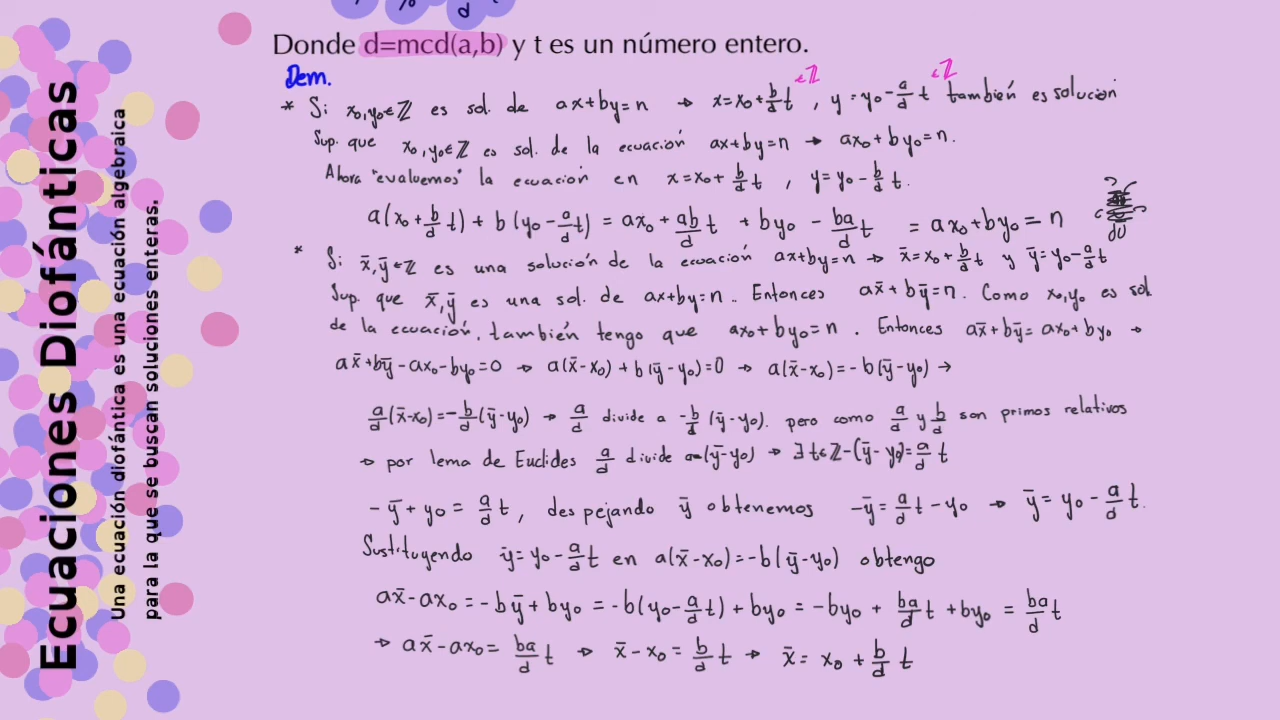 Ecuaciones Diofánticas
Una ecuación diofántica es una ecuación algebraica
para la que se buscan soluciones enteras.
Donde d=mcd(a,b) y t es un número entero.
Dem.
* Si x₀,y₀∈ℤ es sol. de ax+by=n → x=x₀+b/d t ∈ℤ, y=y₀-a/d t ∈ℤ también es solución
Sup. que x₀,y₀∈ℤ es sol. de la ecuación ax+by=n → ax₀+by₀=n.
Ahora "evaluemos" la ecuación en x=x₀+b/d t, y=y₀-b/d t.
a(x₀+b/d t)+b(y₀-a/d t)=ax₀+ab/d t+by₀-ba/d t=ax₀+by₀=n
* Si x̄,ȳ∈ℤ es una solución de la ecuación ax+by=n → x̄=x₀+b/d t y ȳ=y₀-a/d t
Sup. que x̄,ȳ es una sol. de ax+by=n. Entonces ax̄+bȳ=n. Como x₀,y₀ es sol
de la ecuación, también tengo que ax₀+by₀=n. Entonces ax̄+bȳ=ax₀+by₀ →
ax̄+bȳ-ax₀-by₀=0 → a(x̄-x₀)+b(ȳ-y₀)=0 → a(x̄-x₀)=-b(ȳ-y₀) →
a/d(x̄-x₀)=-b/d(ȳ-y₀) → a/d divide a -b/d(ȳ-y₀). pero como a/d y b/d son primos relativos
→ por lema de Euclides a/d divide a-(ȳ-y₀) → ∃t∈ℤ-(ȳ-y₀)=a/d t
-ȳ+y₀=a/d t, despejando ȳ obtenemos -ȳ=a/d t-y₀ → ȳ=y₀-a/d t.
Sustituyendo ȳ=y₀-a/d t en a(x̄-x₀)=-b(ȳ-y₀) obtengo
ax̄-ax₀=-bȳ+by₀=-b(y₀-a/d t)+by₀=-by₀+ba/d t+by₀=ba/d t
→ ax̄-ax₀=ba/d t → x̄-x₀=b/d t → x̄=x₀+b/d t